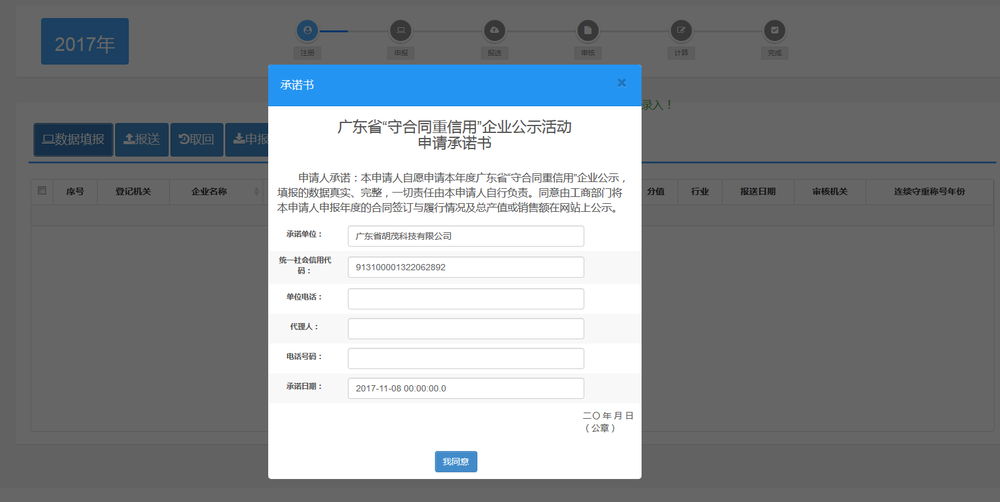 2017年
注册
申报
报送
审核
计算
完成
录入！
数据填报
报送
取回
申报
序号
登记机关
企业名称
分值
行业
报送日期
审核机关
连续守重称号年份
承诺书
广东省“守合同重信用”企业公示活动
申请承诺书
申请人承诺：本申请人自愿申请本年度广东省“守合同重信用”企业公示，
填报的数据真实、完整，一切责任由本申请人自行负责。同意由工商部门将
本申请人申报年度的合同签订与履行情况及总产值或销售额在网站上公示。
承诺单位：
广东省胡茂科技有限公司
统一社会信用代
码：
913100001322062892
单位电话：
代理人：
电话号码：
承诺日期：
2017-11-08 00:00:00.0
二〇 年 月 日
（公章）
我同意